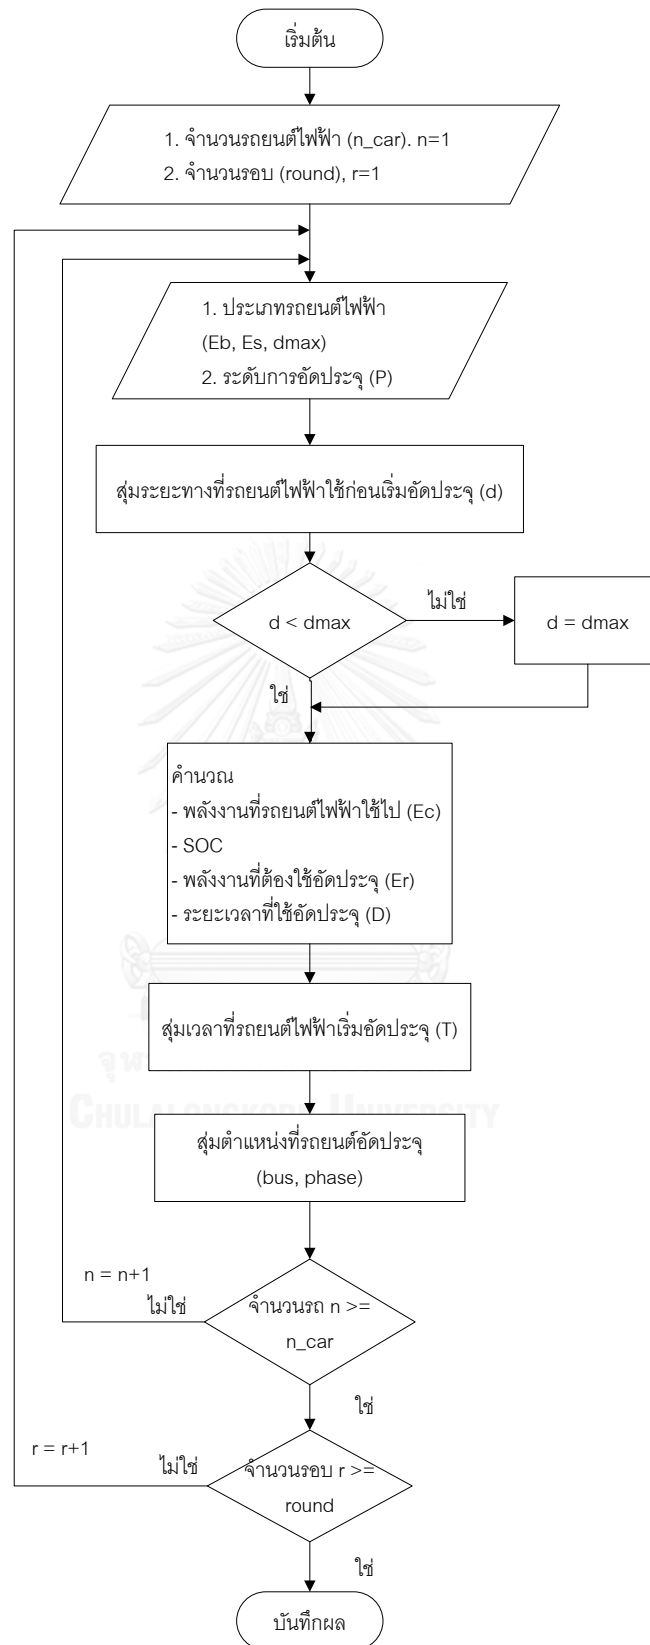 เริ่มต้น
1. จำนวนรถยนต์ไฟฟ้า (n_car). n=1
2. จำนวนรอบ (round), r=1
1. ประเภทรถยนต์ไฟฟ้า
(Eb, Es, dmax)
2. ระดับการอัดประจุ (P)
สุ่มระยะทางที่รถยนต์ไฟฟ้าใช้ก่อนเริ่มอัดประจุ (d)
d < dmax
ไม่ใช่
d = dmax
ใช่
คำนวณ
- พลังงานที่รถยนต์ไฟฟ้าใช้ไป (Ec)
- SOC
- พลังงานที่ต้องใช้อัดประจุ (Er)
- ระยะเวลาที่ใช้อัดประจุ (D)
สุ่มเวลาที่รถยนต์ไฟฟ้าเริ่มอัดประจุ (T)
CHULALONGKORN UNIVERSITY
สุ่มตำแหน่งที่รถยนต์อัดประจุ
(bus, phase)
n = n+1
ไม่ใช่
จำนวนรถ n >=
n_car
ใช่
r = r+1
ไม่ใช่
จำนวนรอบ r >=
round
ใช่
บันทึกผล